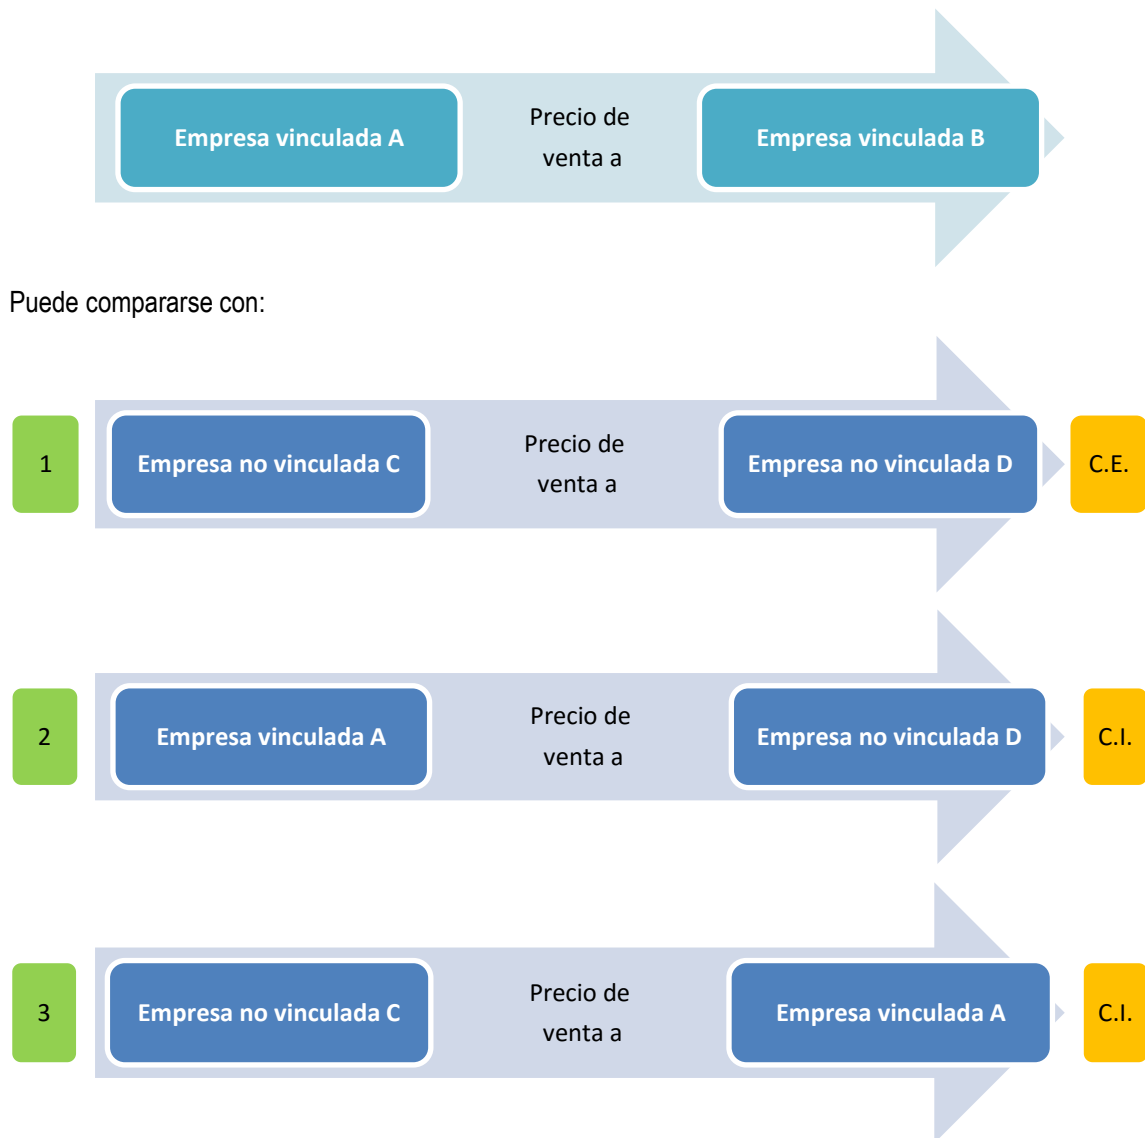 Empresa vinculada A
Precio de
venta a
Empresa vinculada B
Puede compararse con:
1
Empresa no vinculada C
Precio de
venta a
Empresa no vinculada D
C.E.
2
Empresa vinculada A
Precio de
venta a
Empresa no vinculada D
C.I.
3
Empresa no vinculada C
Precio de
venta a
Empresa vinculada A
C.I.